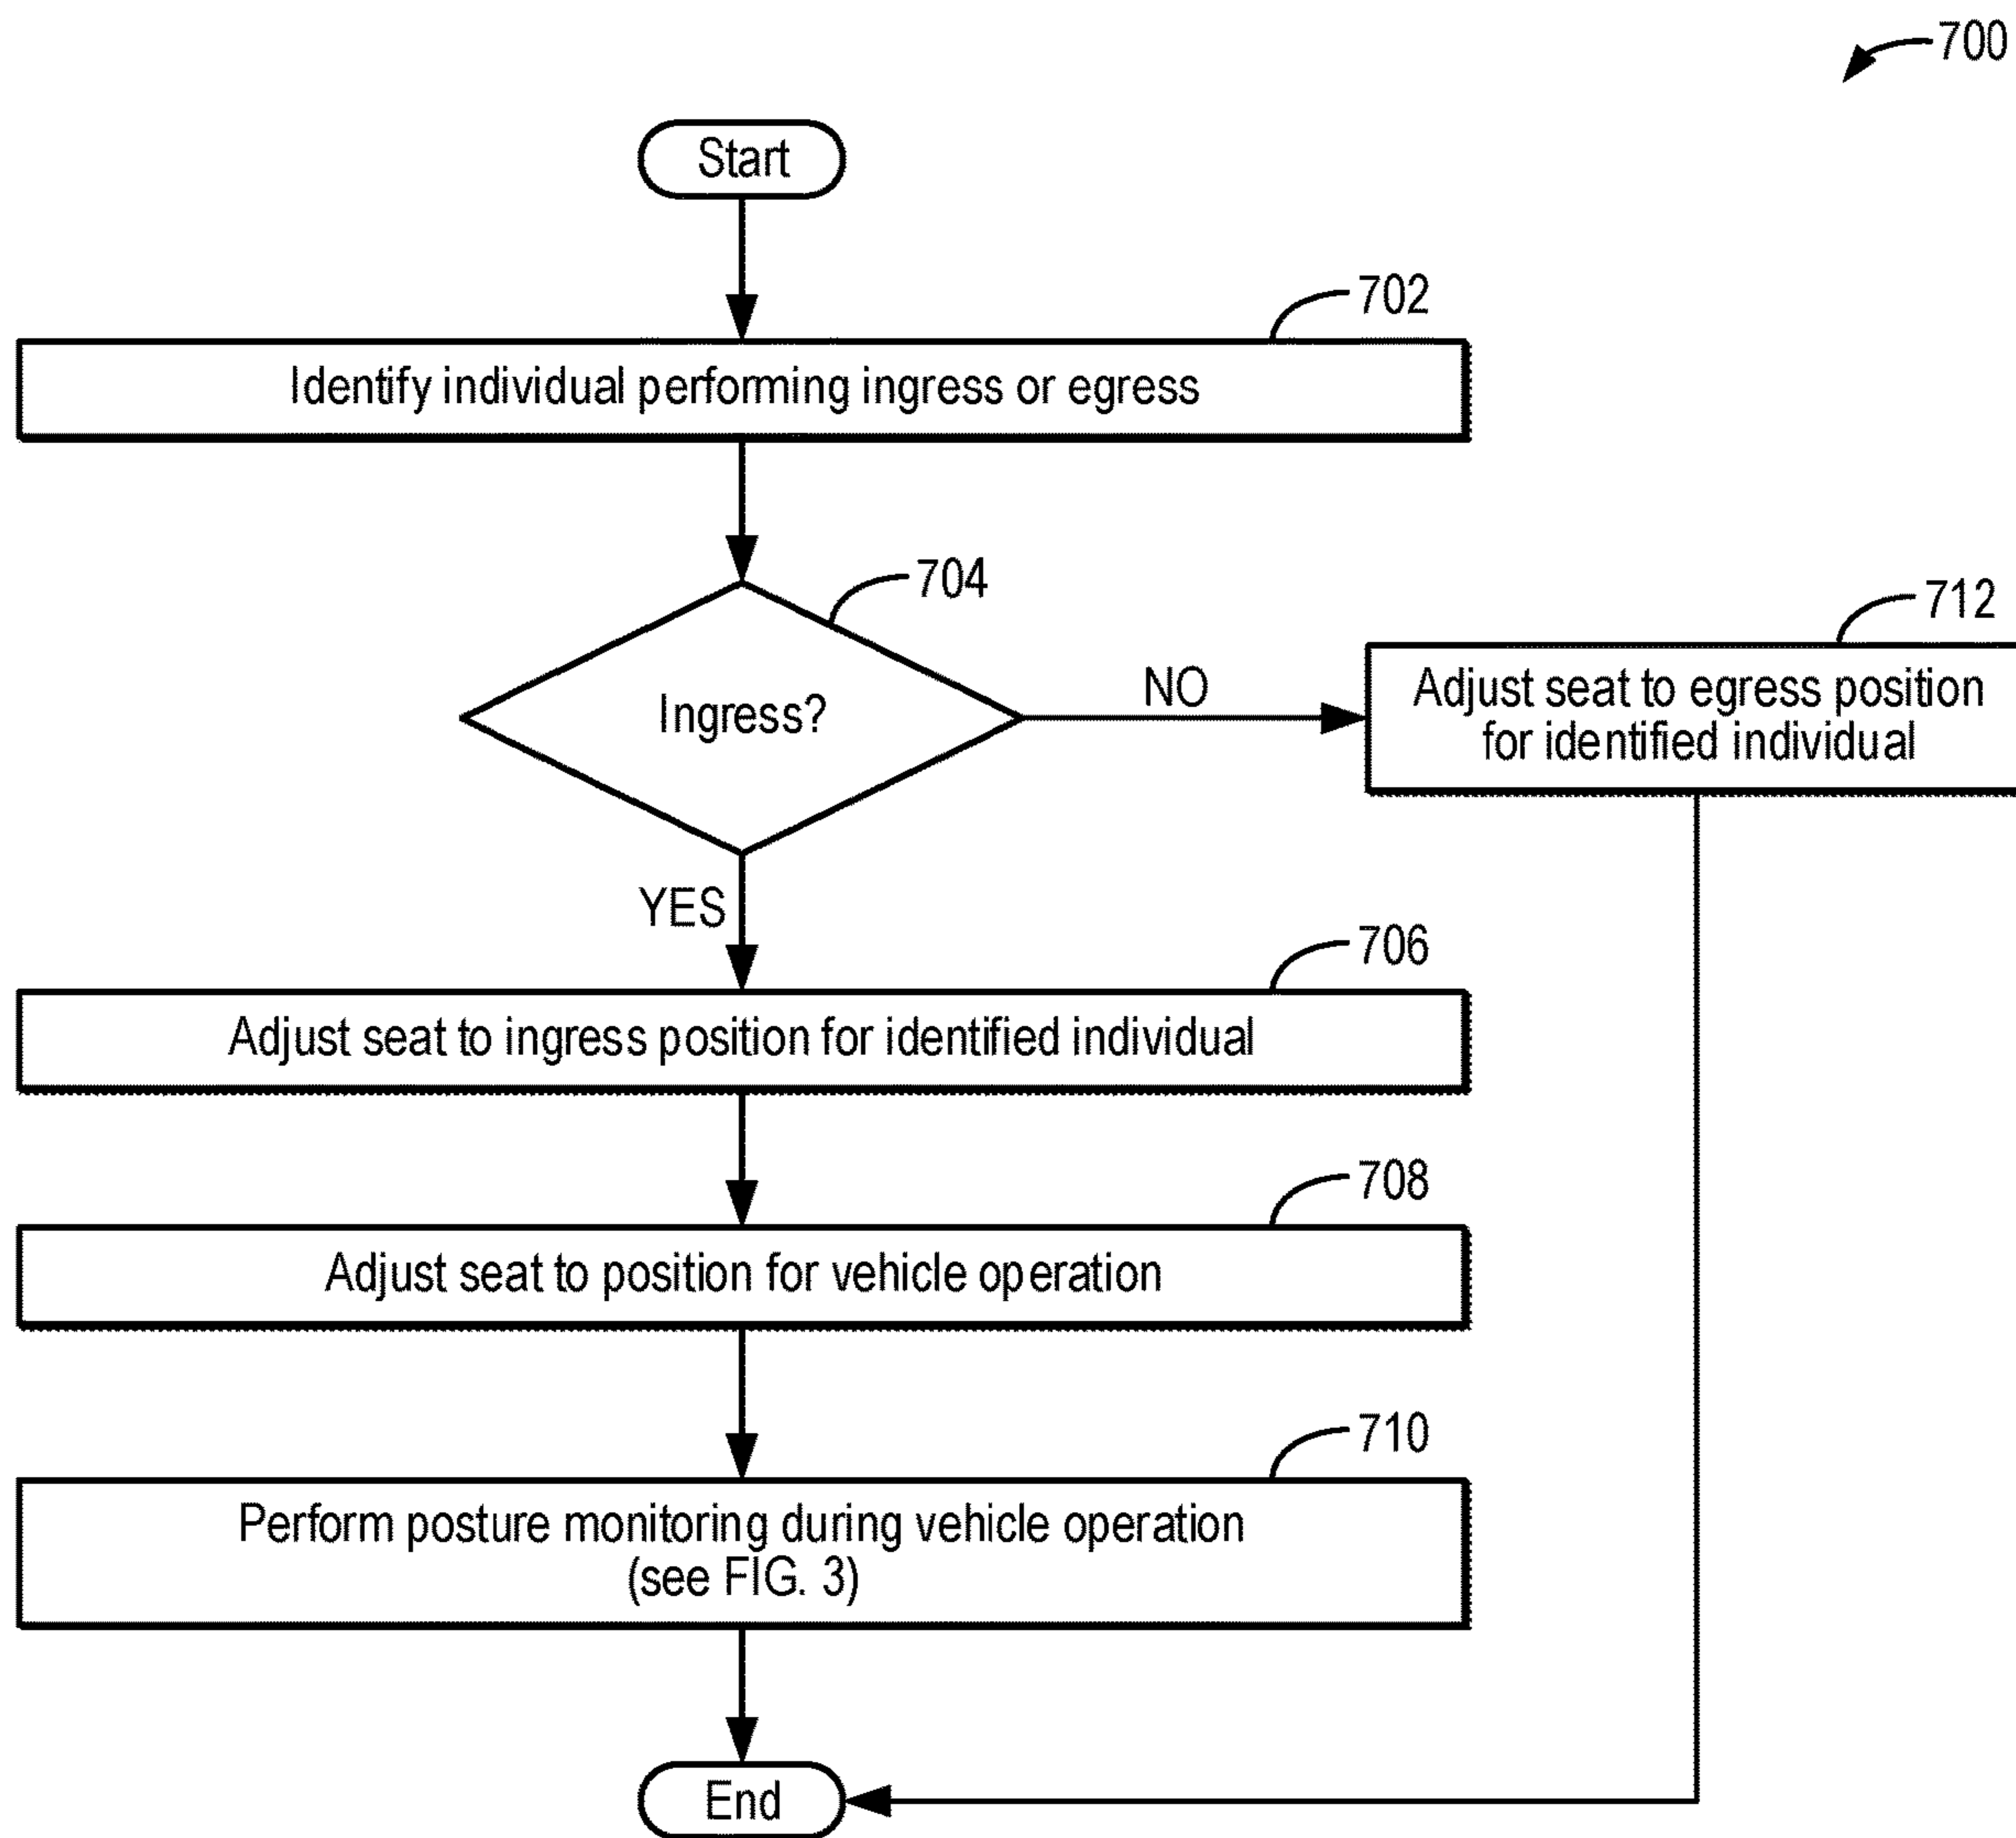 700
Start
702
Identify individual performing ingress or egress
704
Ingress?
NO
712
Adjust seat to egress position
for identified individual
YES
706
Adjust seat to ingress position for identified individual
708
Adjust seat to position for vehicle operation
710
Perform posture monitoring during vehicle operation
(see FIG. 3)
End